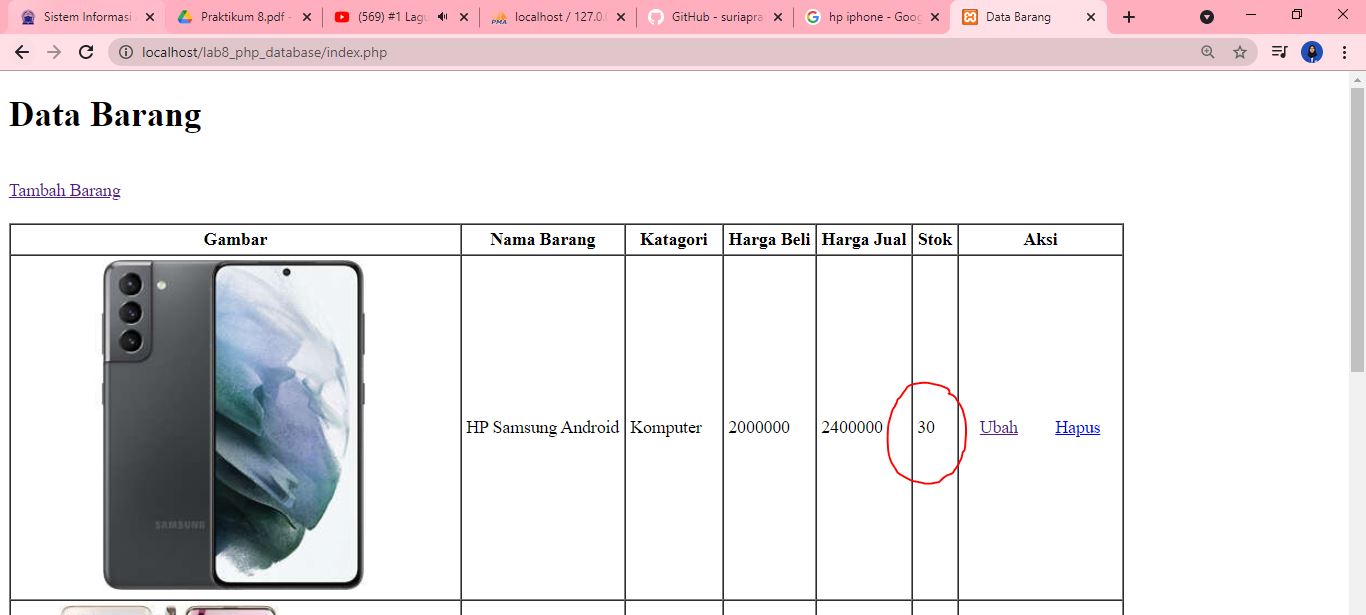 Sistem Informasi
Praktikum 8.pdf -
(569) #1 Lagu
localhost / 127.0.
GitHub - suriapra
hp iphone - Goog
Data Barang
localhost/lab8_php_database/index.php
Data Barang
Tambah Barang
Gambar Nama Barang Katagori Harga Beli Harga Jual Stok Aksi
SAMSUNG
HP Samsung Android Komputer 2000000 2400000 30 Ubah Hapus